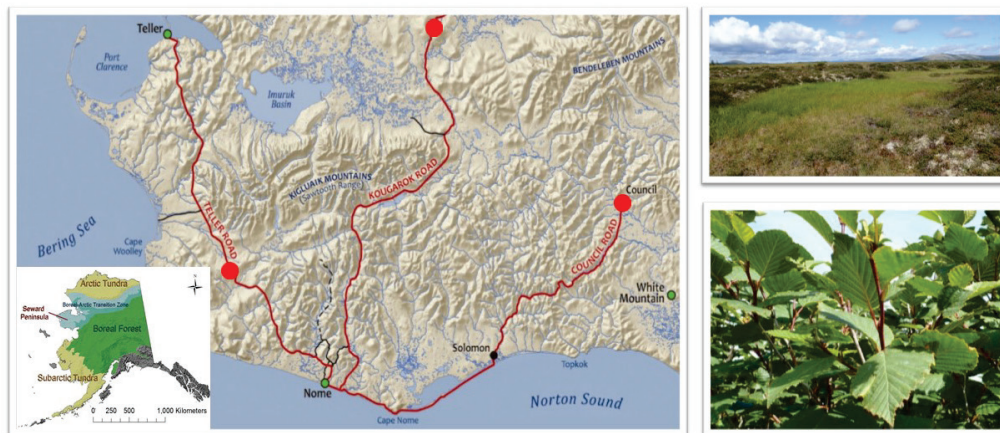 Teller
Port
Clarence
Imuruk
Basin
BENDELEBEN MOUNTAINS
KIGLUAIK MOUNTAINS
(Sawtooth Range)
KOUGAROK ROAD
TELLER ROAD
Council
COUNCIL ROAD
Bering Sea
Cape
Woolley
White
Mountain
Solomon
Topkok
Nome
Cape Nome
Norton Sound
Arctic Tundra
Boreal-Arctic Transition Zone
Seward
Peninsula
Boreal Forest
Subarctic Tundra
0 250 500 1,000 Kilometers